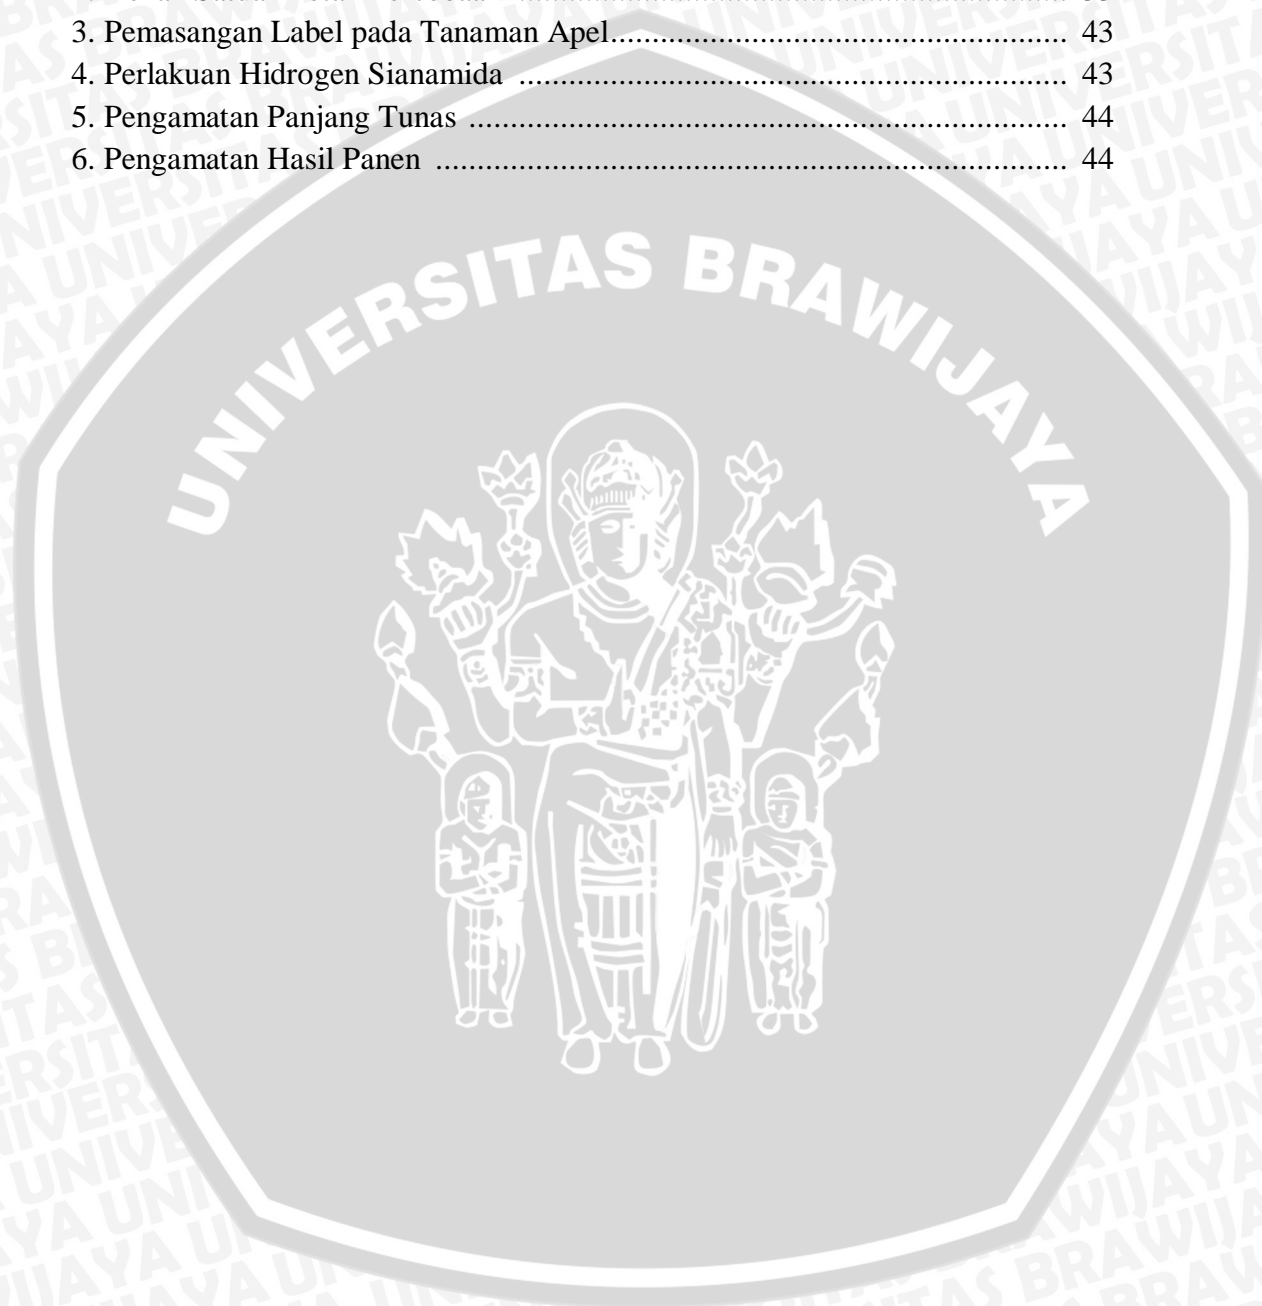 3. Pemasangan Label pada Tanaman Apel....................................................... 43
4. Perlakuan Hidrogen Sianamida .................................................................. 43
5. Pengamatan Panjang Tunas ........................................................................ 44
6. Pengamatan Hasil Panen ............................................................................ 44
UNIVERSITAS BRAWIJAYA